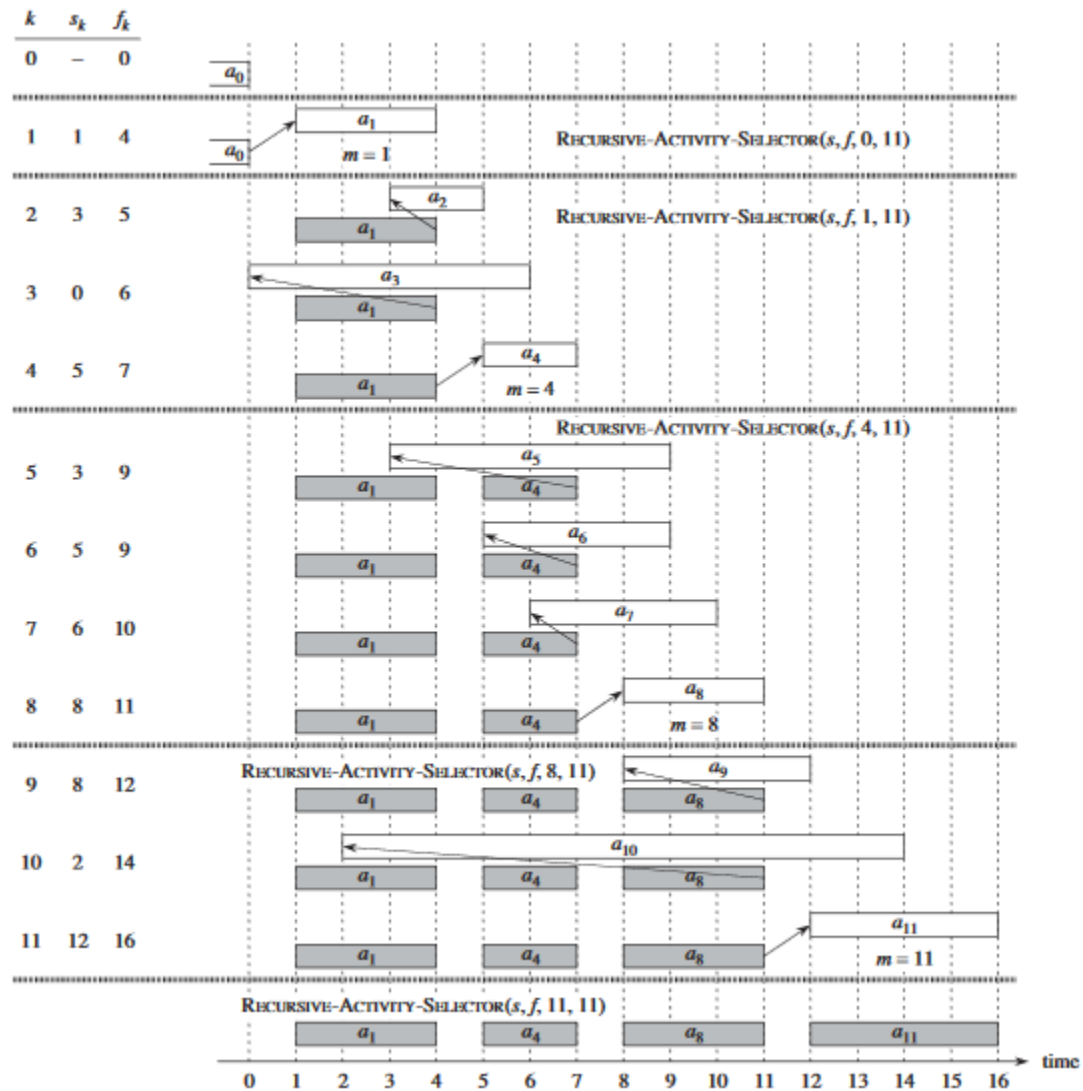 k s_k f_k
0 – 0
a_0
1 1 4
a_1
a_0
m = 1
RECURSIVE-ACTIVITY-SELECTOR(s, f, 0, 11)
2 3 5
a_2
a_1
RECURSIVE-ACTIVITY-SELECTOR(s, f, 1, 11)
3 0 6
a_3
a_1
4 5 7
a_4
a_1
m = 4
RECURSIVE-ACTIVITY-SELECTOR(s, f, 4, 11)
5 3 9
a_5
a_1 a_4
6 5 9
a_6
a_1 a_4
7 6 10
a_7
a_1 a_4
8 8 11
a_8
a_1 a_4
m = 8
RECURSIVE-ACTIVITY-SELECTOR(s, f, 8, 11)
9 8 12
a_9
a_1 a_4 a_8
10 2 14
a_10
a_1 a_4 a_8
11 12 16
a_11
a_1 a_4 a_8
m = 11
RECURSIVE-ACTIVITY-SELECTOR(s, f, 11, 11)
a_1 a_4 a_8 a_11
time
0 1 2 3 4 5 6 7 8 9 10 11 12 13 14 15 16